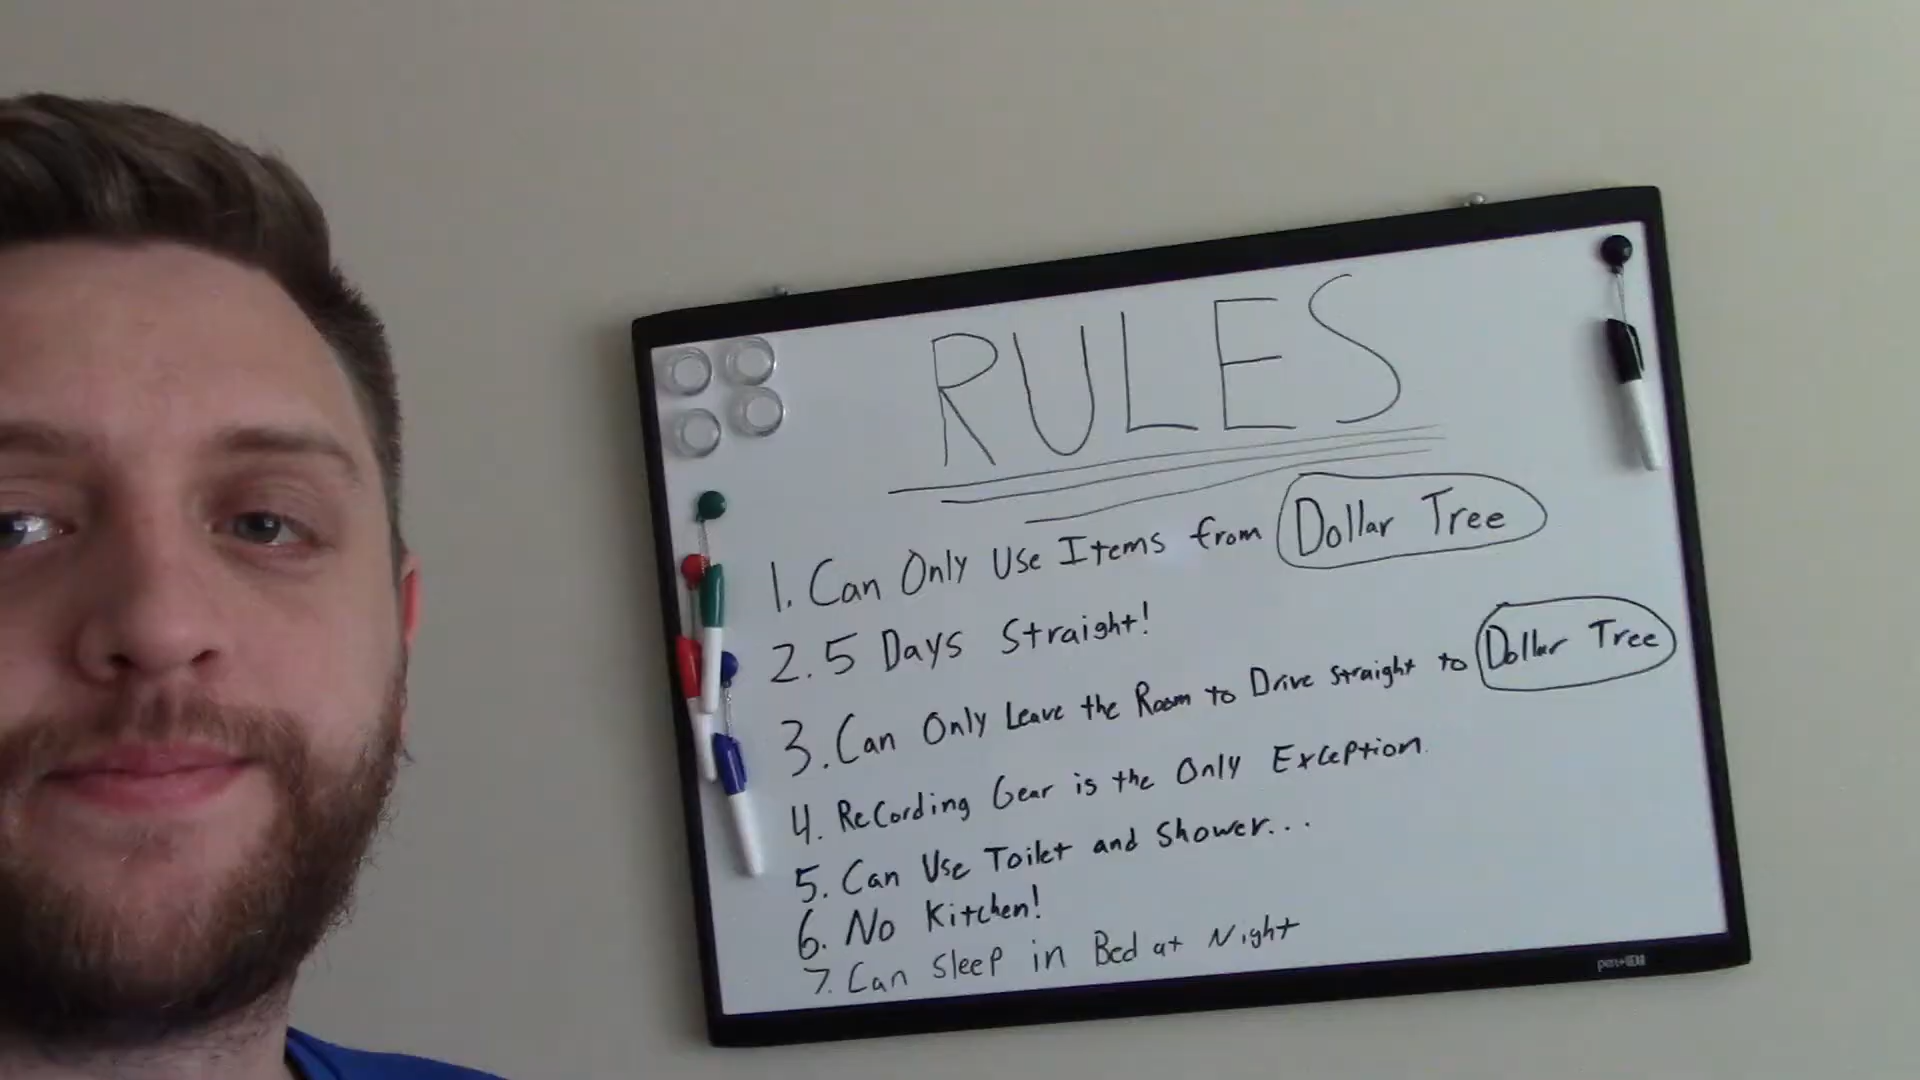 RULES
1. Can Only Use Items from Dollar Tree
2. 5 Days Straight!
3. Can Only Leave the Room to Drive Straight to Dollar Tree
4. Recording Gear is the Only Exception.
5. Can Use Toilet and Shower...
6. No Kitchen!
7. Can Sleep in Bed at Night